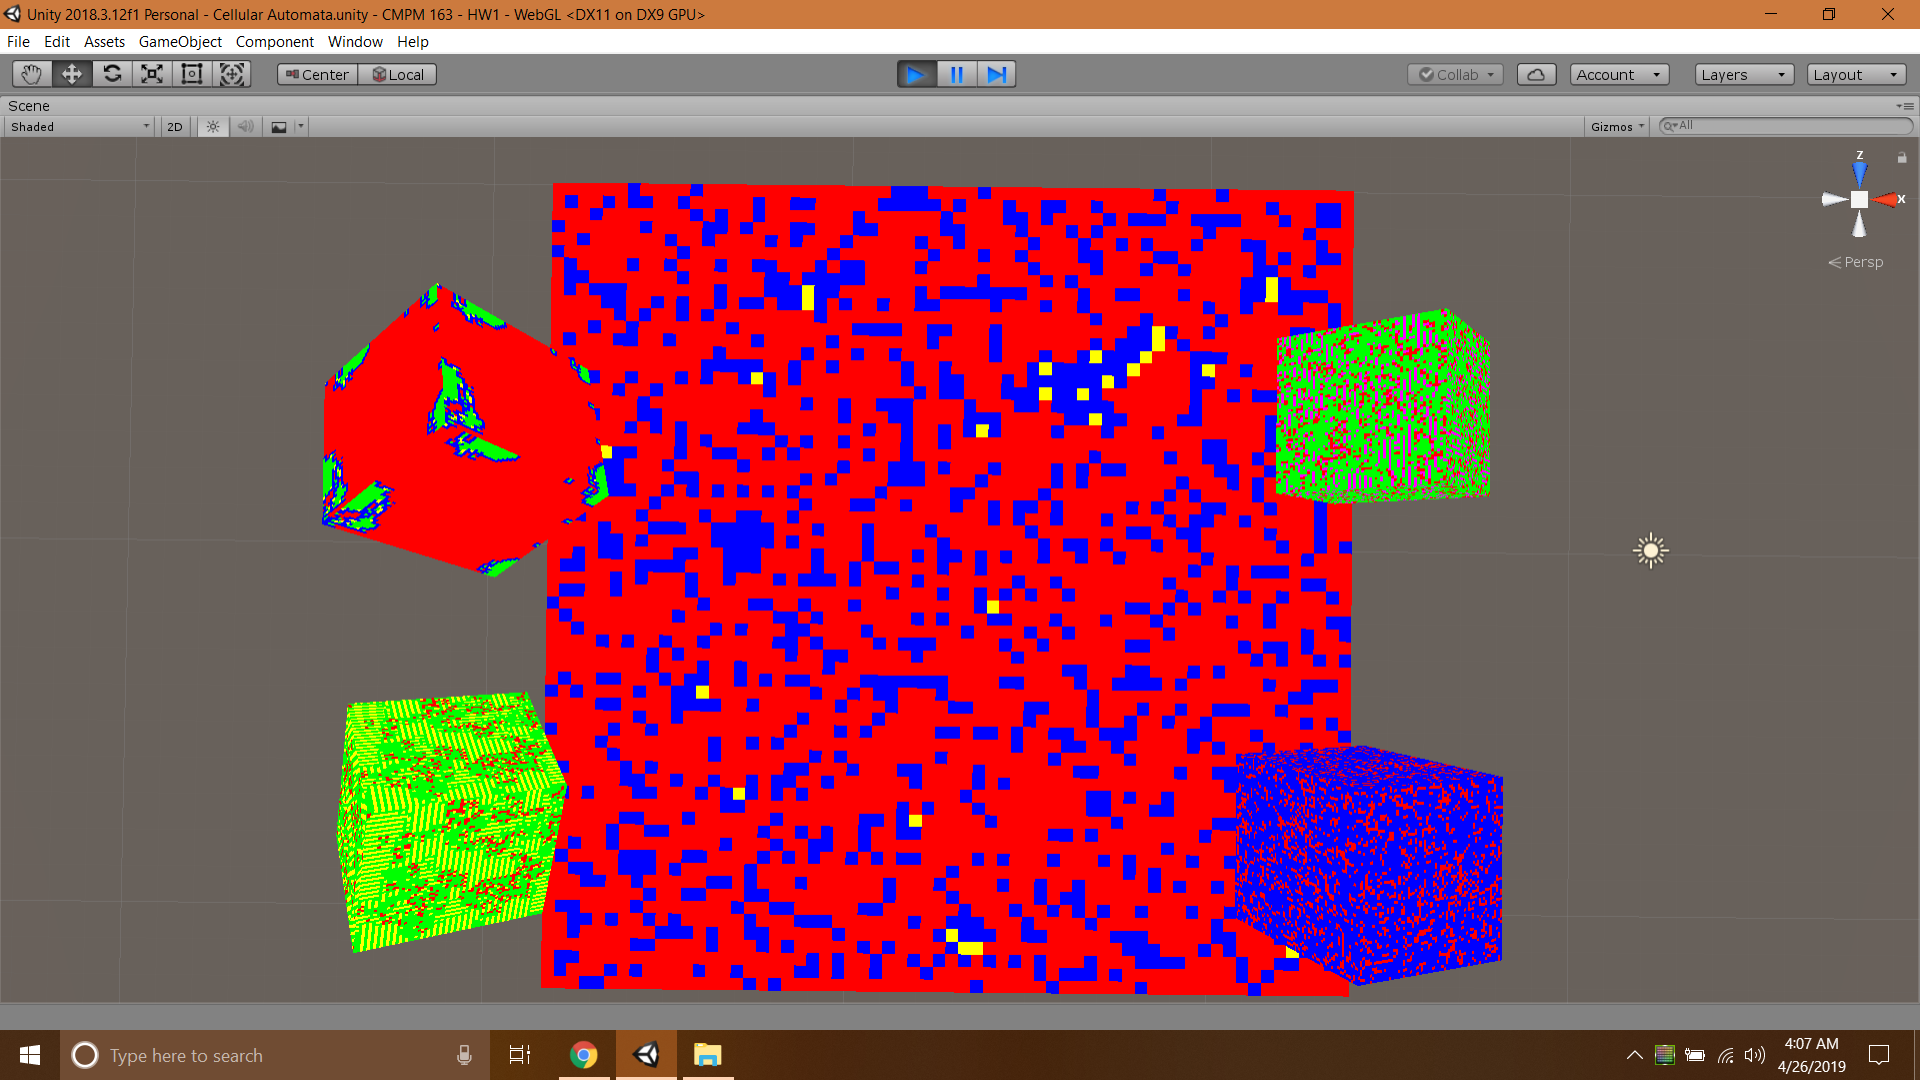 Unity 2018.3.12f1 Personal - Cellular Automata.unity - CMPM 163 - HW1 - WebGL <DX11 on DX9 GPU>
File Edit Assets GameObject Component Window Help
Center Local Collab Account Layers Layout
Scene
Shaded 2D Gizmos All
z
x
Persp
Type here to search
4:07 AM
4/26/2019